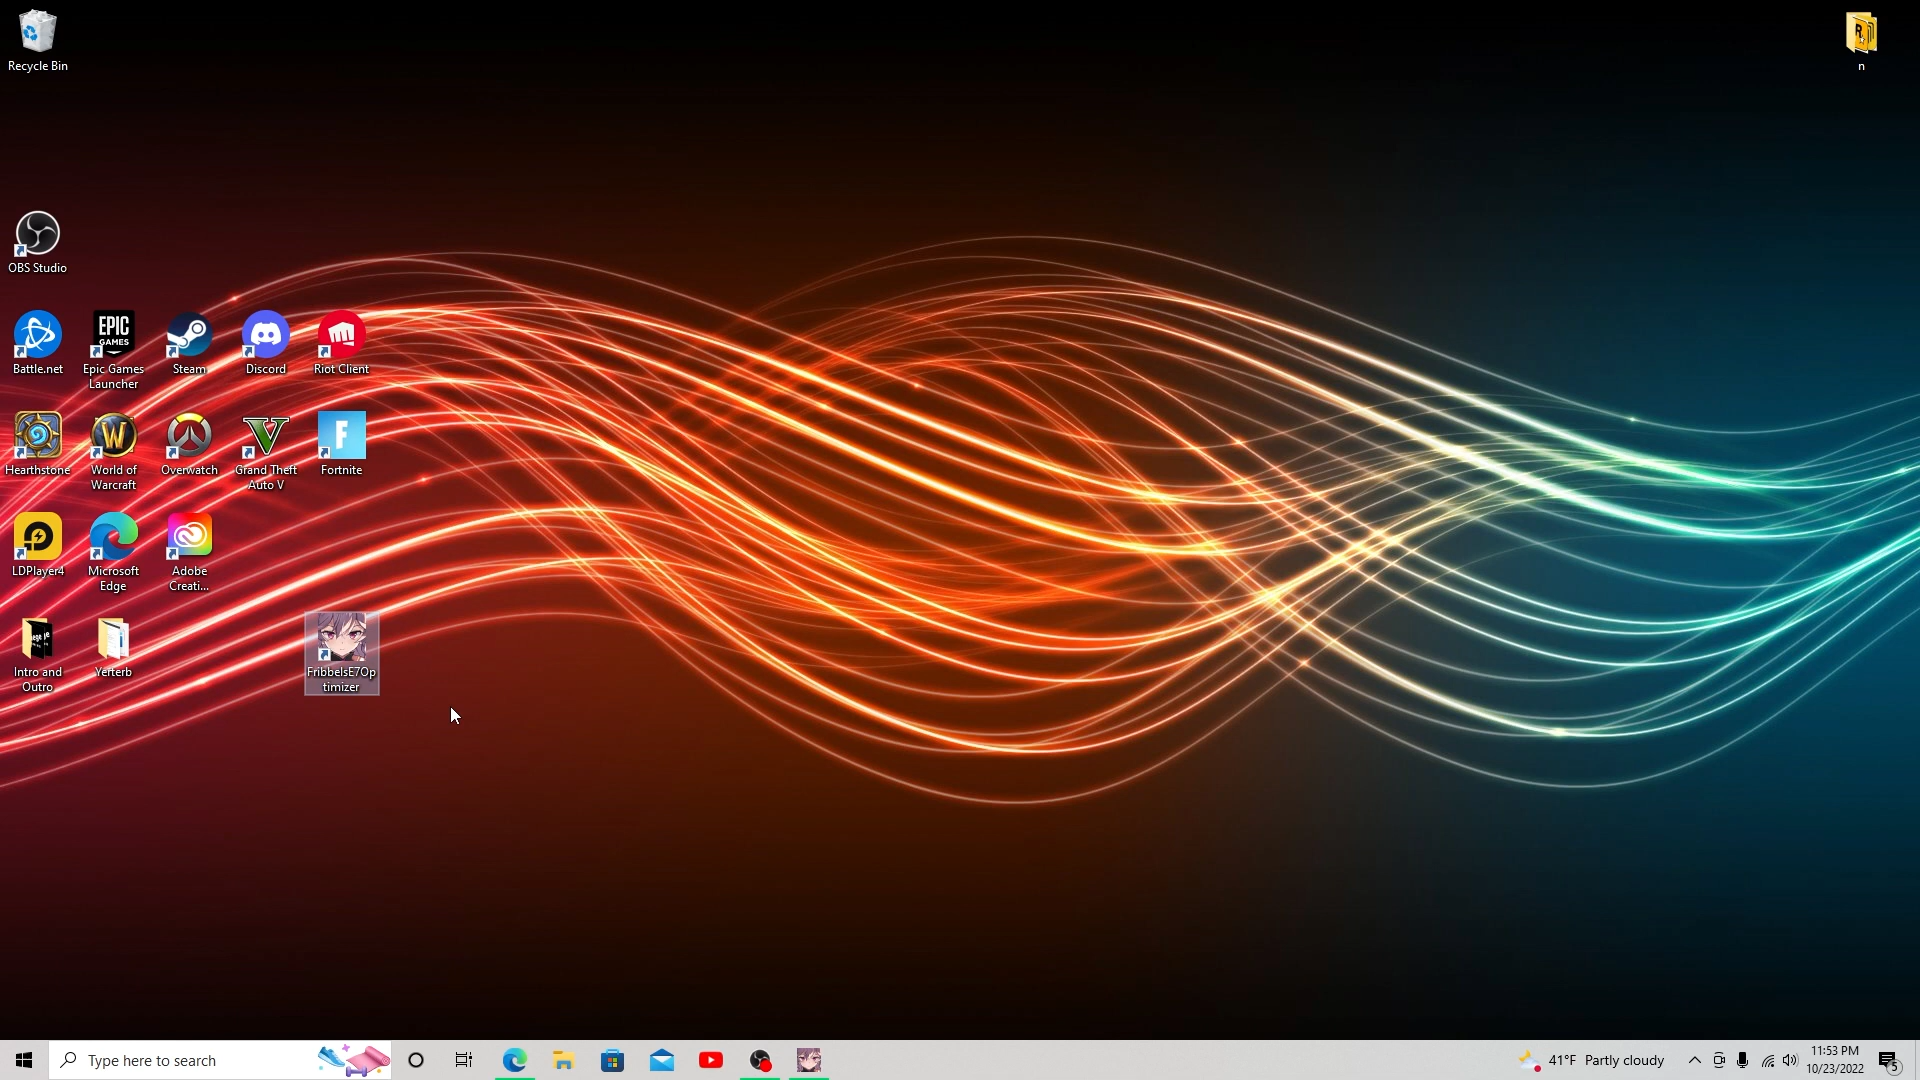 Recycle Bin
n
OBS Studio
EPIC
GAMES
Battle.net
Epic Games
Launcher
Steam
Discord
Riot Client
W
V
F
Hearthstone
World of
Warcraft
Overwatch
Grand Theft
Auto V
Fortnite
LDPlayer4
Microsoft
Edge
Adobe
Creati...
Intro and
Outro
Yerterb
FribbelsE7Op
timizer
Type here to search
41°F Partly cloudy
11:53 PM
10/23/2022
5